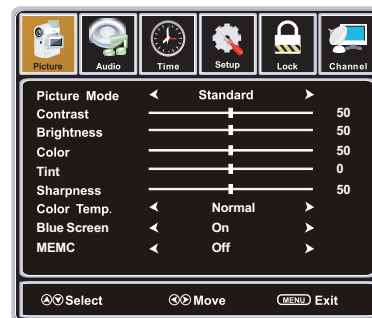 Picture Audio Time Setup Lock Channel
Picture Mode Standard
Contrast 50
Brightness 50
Color 50
Tint 0
Sharpness 50
Color Temp. Normal
Blue Screen On
MEMC Off
Select Move MENU Exit